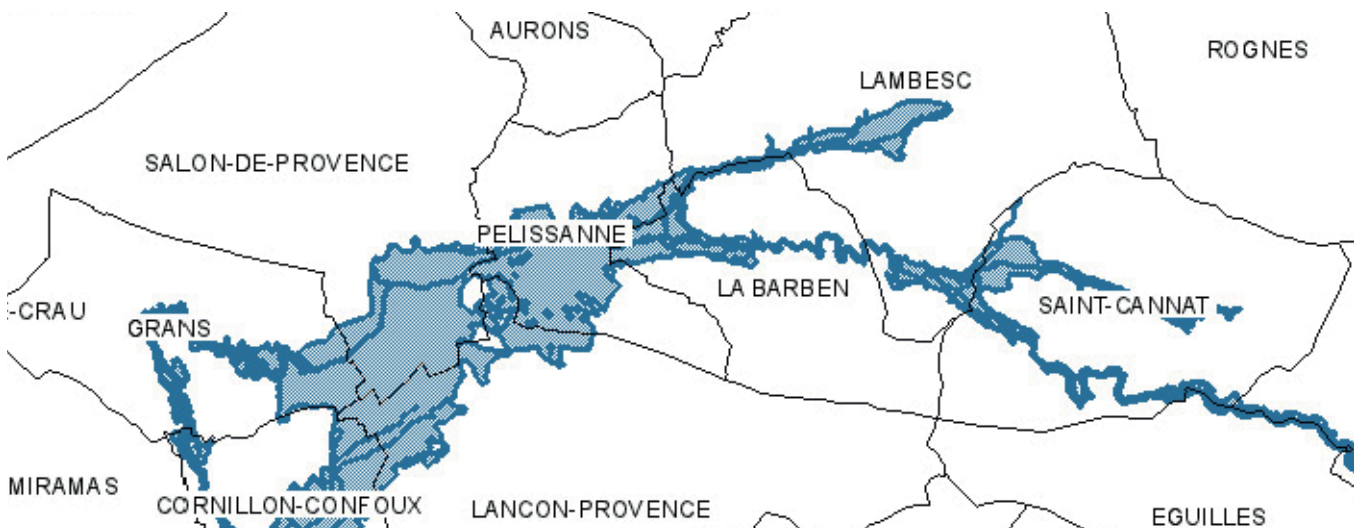 AURONS
ROGNES
LAMBESC
SALON-DE-PROVENCE
PELISSANNE
LA BARBEN
SAINT-CANNAT
-CRAU
GRANS
MIRAMAS
CORNILLON-CONFOUX
LANCON-PROVENCE
EGUILLES